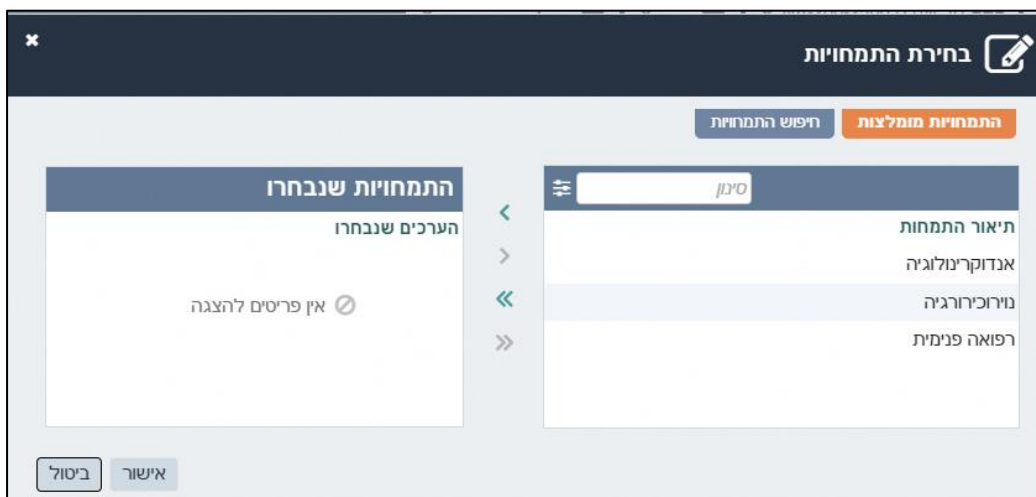 בחירת התמחויות
התמחויות מומלצות
חיפוש התמחויות
סינון
תיאור התמחות
אנדוקרינולוגיה
נוירוכירורגיה
רפואה פנימית
התמחויות שנבחרו
הערכים שנבחרו
אין פריטים להצגה
אישור
ביטול